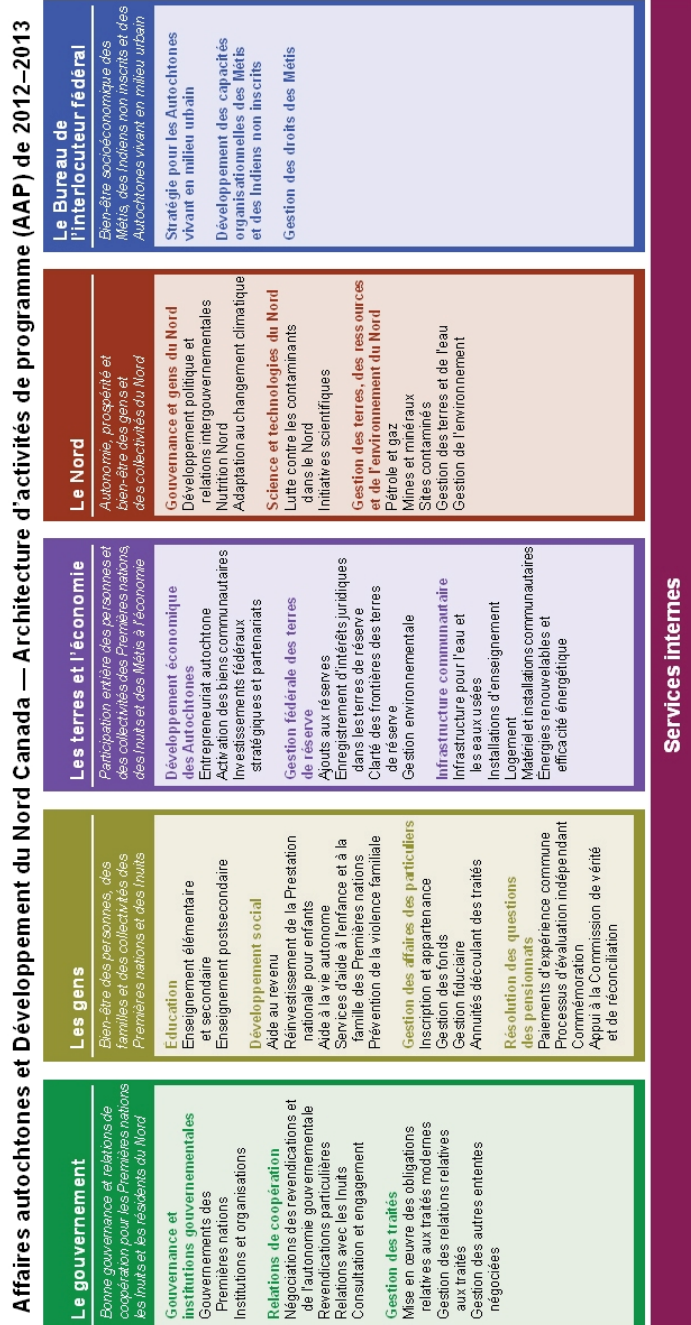 Affaires autochtones et Développement du Nord Canada — Architecture d'activités de programme (AAP) de 2012–2013
Le gouvernement
Bonne gouvernance et relations de
coopération pour les Premières nations
les Inuits et les résidents du Nord
Gouvernance et
institutions gouvernementales
Gouvernements des
Premières nations
Institutions et organisations
Relations de coopération
Négociations des revendications et
de l'autonomie gouvernementale
Revendications particulières
Relations avec les Inuits
Consultation et engagement
Gestion des traités
Mise en œuvre des obligations
relatives aux traités modernes
Gestion des relations relatives
aux traités
Gestion des autres ententes
négociées
Les gens
Bien-être des personnes, des
familles et des collectivités des
Premières nations et des Inuits
Éducation
Enseignement élémentaire
et secondaire
Enseignement postsecondaire
Développement social
Aide au revenu
Réinvestissement de la Prestation
nationale pour enfants
Aide à la vie autonome
Services d'aide à l'enfance et à la
famille des Premières nations
Prévention de la violence familiale
Gestion des affaires des particuliers
Inscription et appartenance
Gestion des fonds
Gestion fiduciaire
Annuités découlant des traités
Résolution des questions
des pensionnats
Paiements d'expérience commune
Processus d'évaluation indépendant
Commémoration
Appui à la Commission de vérité
et de réconciliation
Les terres et l'économie
Participation entière des personnes et
des collectivités des Premières nations,
des Inuits et des Métis à l'économie
Développement économique
des Autochtones
Entrepreneuriat autochtone
Activation des biens communautaires
Investissements fédéraux
stratégiques et partenariats
Gestion fédérale des terres
de réserve
Ajouts aux réserves
Enregistrement d'intérêts juridiques
dans les terres de réserve
Clarté des frontières des terres
de réserve
Gestion environnementale
Infrastructure communautaire
Infrastructure pour l'eau et
les eaux usées
Installations d'enseignement
Logement
Matériel et installations communautaires
Énergies renouvelables et
efficacité énergétique
Le Nord
Autonomie, prospérité et
bien-être des gens et
des collectivités du Nord
Gouvernance et gens du Nord
Développement politique et
relations intergouvernementales
Nutrition Nord
Adaptation au changement climatique
Science et technologies du Nord
Lutte contre les contaminants
dans le Nord
Initiatives scientifiques
Gestion des terres, des ressources
et de l'environnement du Nord
Pétrole et gaz
Mines et minéraux
Sites contaminés
Gestion des terres et de l'eau
Gestion de l'environnement
Le Bureau de
l'interlocuteur fédéral
Bien-être socioéconomique des
Métis, des Indiens non inscrits et des
Autochtones vivant en milieu urbain
Stratégie pour les Autochtones
vivant en milieu urbain
Développement des capacités
organisationnelles des Métis
et des Indiens non inscrits
Gestion des droits des Métis
Services internes